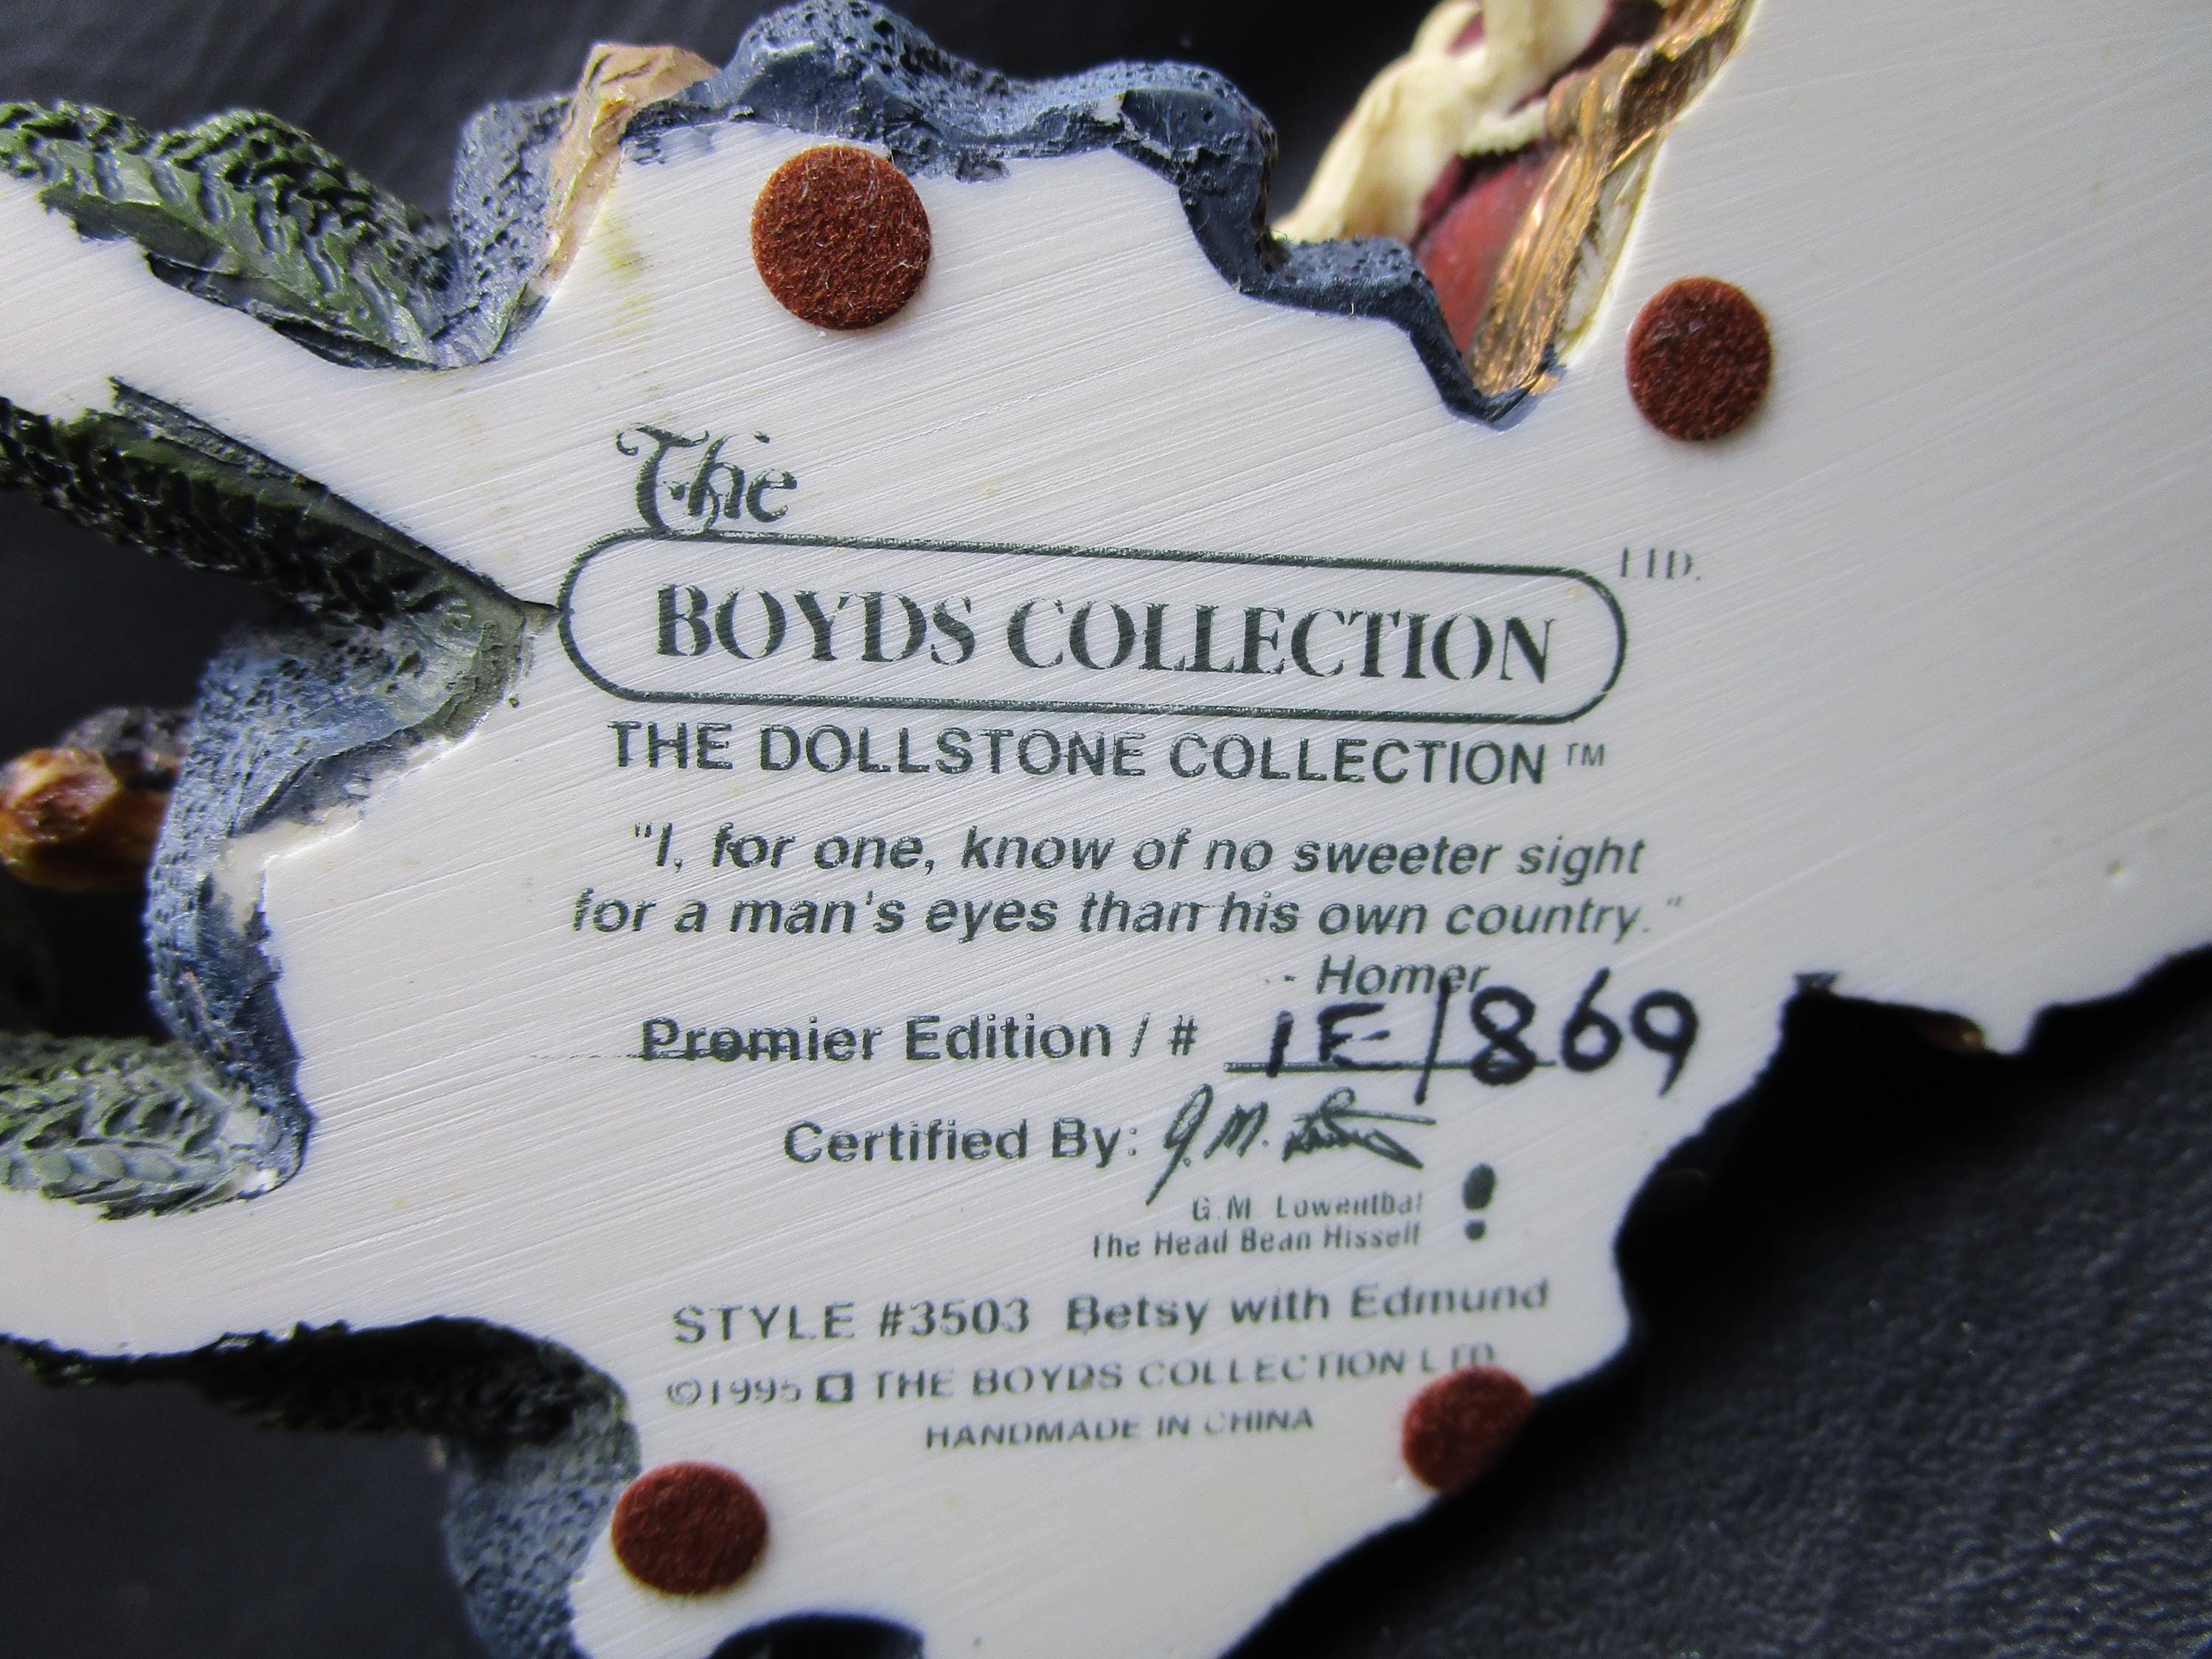 The
BOYDS COLLECTION LTD.
THE DOLLSTONE COLLECTION ™
"I, for one, know of no sweeter sight
for a man's eyes than his own country."
- Homer
Premier Edition / # 1E/869
Certified By: G.M.
G.M. Lowenthal
The Head Bean Hisself
STYLE #3503 Betsy with Edmund
©1995 THE BOYDS COLLECTION LTD.
HANDMADE IN CHINA